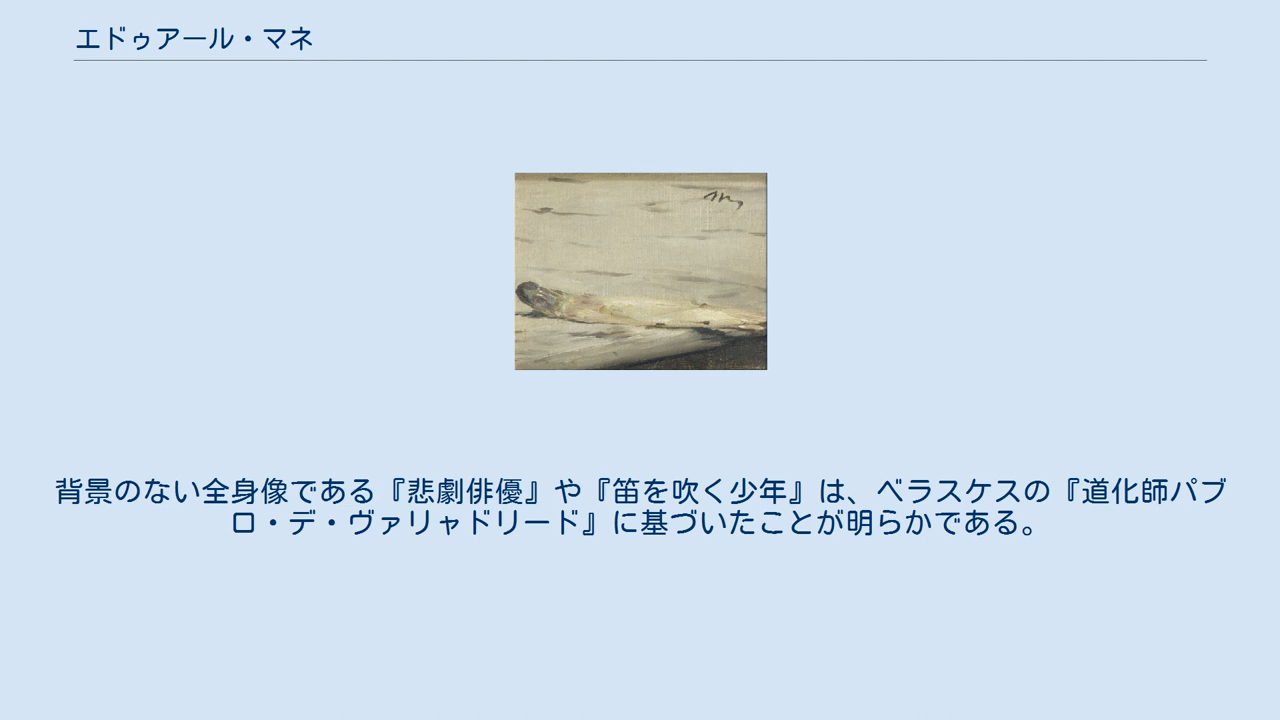 エドゥアール・マネ
背景のない全身像である『悲劇俳優』や『笛を吹く少年』は、ベラスケスの『道化師パブ
ロ・デ・ヴァリャドリード』に基づいたことが明らかである。